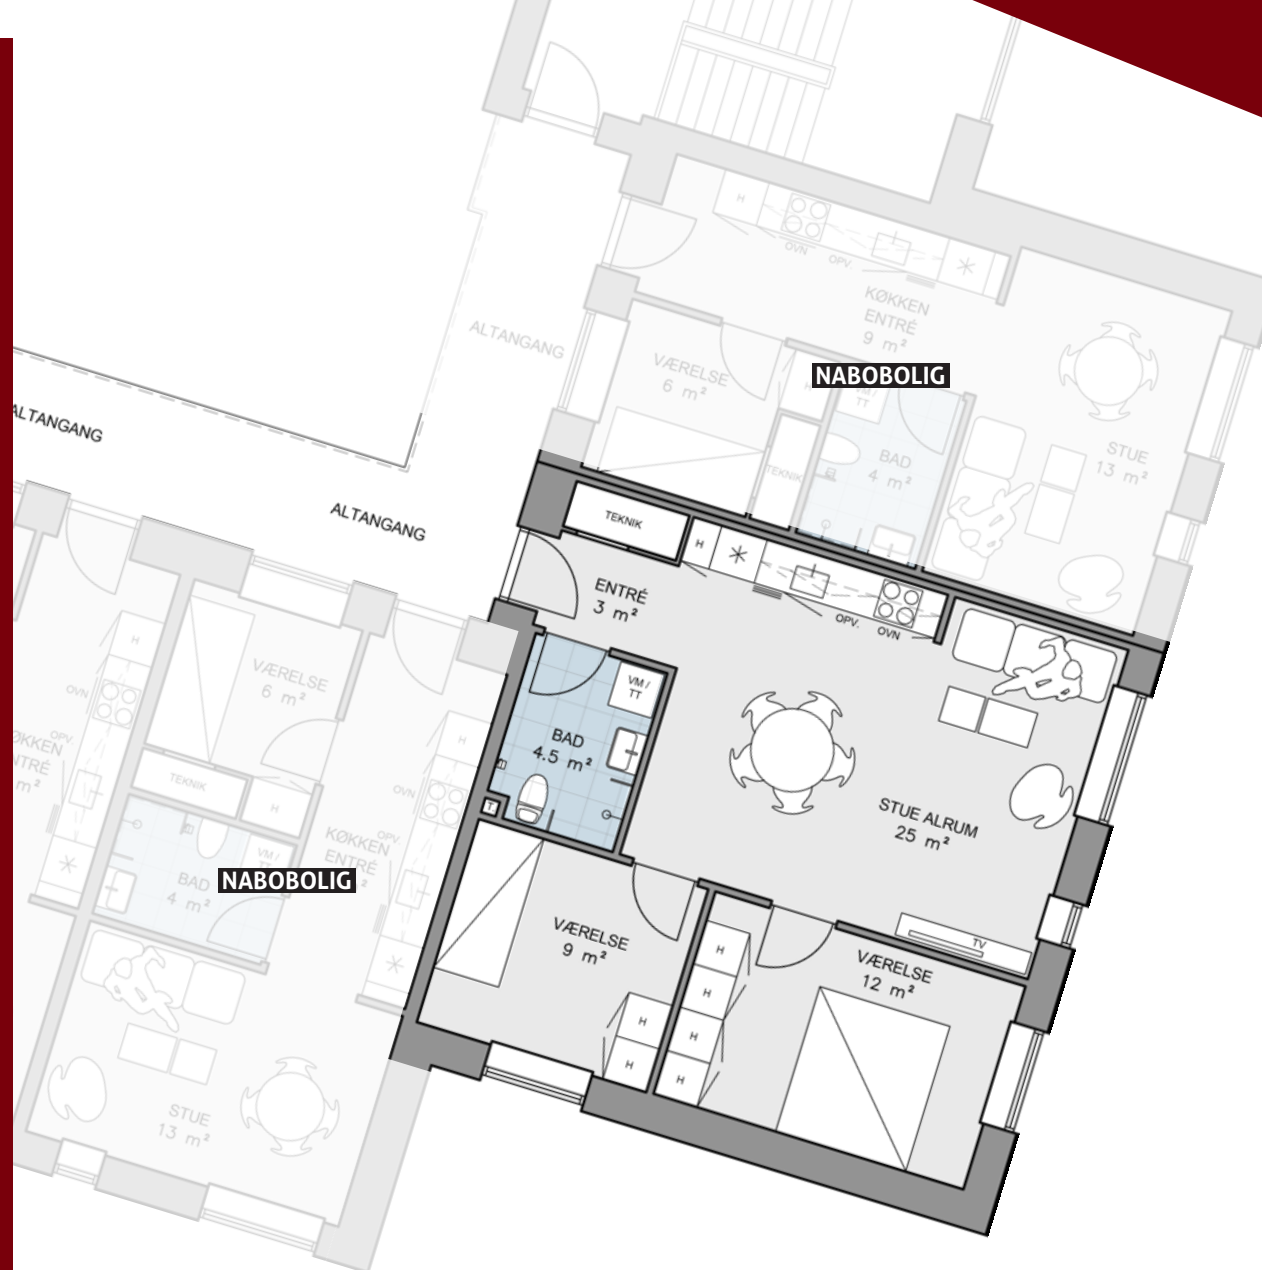 H
OVN
OPV
KØKKEN
ENTRÉ
9 m²
ALTANGANG
VÆRELSE
6 m²
NABOBOLIG
H
VM /
TT
STUE
13 m²
BAD
4 m²
TEKNIK
ALTANGANG
ALTANGANG
TEKNIK
H
ENTRÉ
3 m²
OPV.
OVN
VM /
TT
BAD
4.5 m²
T
STUE ALRUM
25 m²
TV
VÆRELSE
9 m²
H
H
VÆRELSE
12 m²
H
H
H
H
H
OVN
OPV
KØKKEN
ENTRÉ
m²
VÆRELSE
6 m²
TEKNIK
H
H
OVN
OPV
KØKKEN
ENTRÉ
VM /
BAD
4 m²
NABOBOLIG
STUE
13 m²